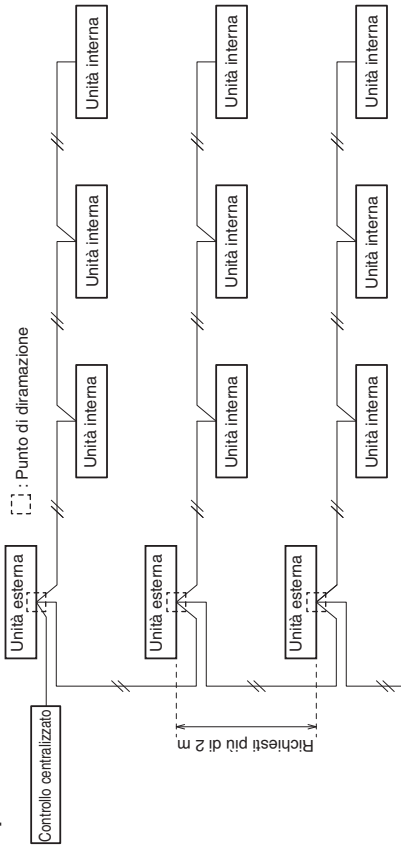 : Punto di diramazione
Controllo centralizzato
Unità esterna
Unità interna
Unità interna
Unità interna
Unità esterna
Unità interna
Unità interna
Unità interna
Richiesti più di 2 m
Unità esterna
Unità interna
Unità interna
Unità interna